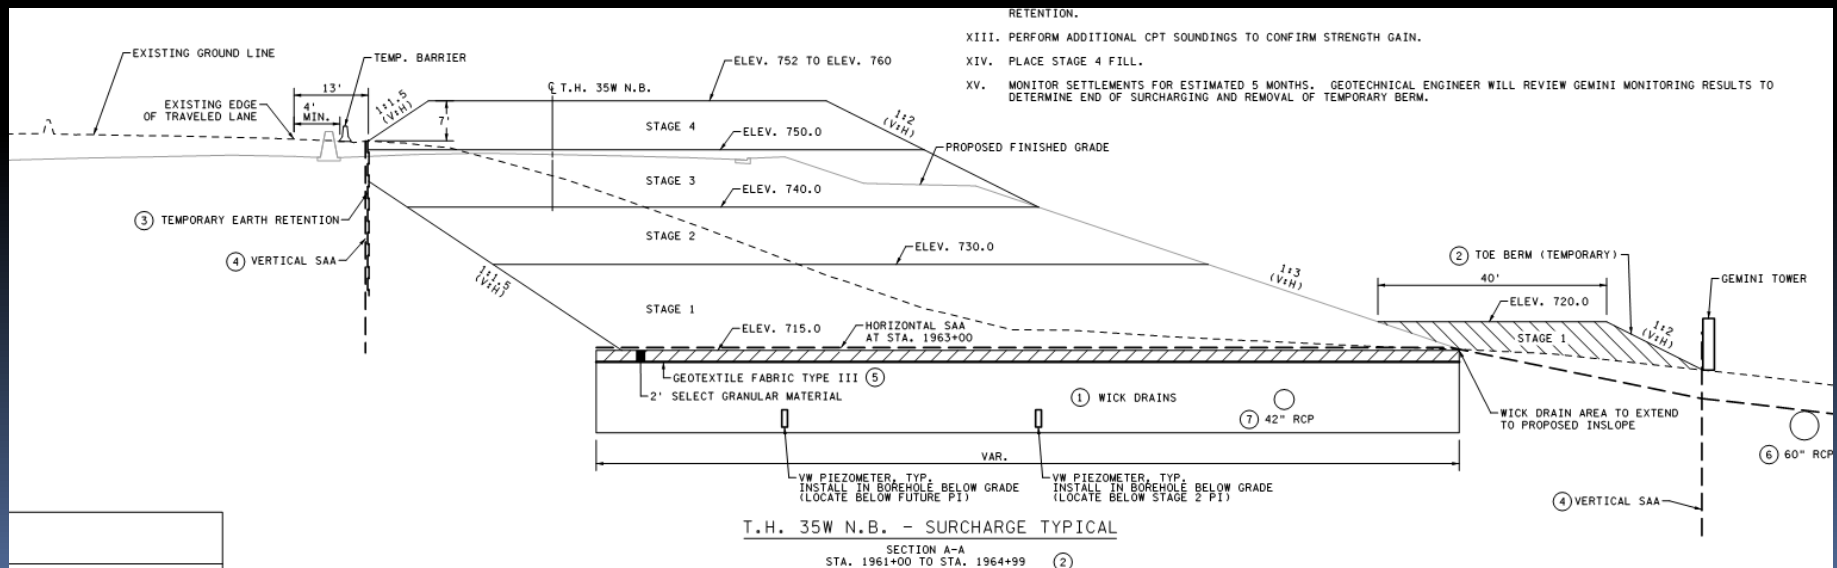 RETENTION.
XIII. PERFORM ADDITIONAL CPT SOUNDINGS TO CONFIRM STRENGTH GAIN.
XIV. PLACE STAGE 4 FILL.
XV. MONITOR SETTLEMENTS FOR ESTIMATED 5 MONTHS. GEOTECHNICAL ENGINEER WILL REVIEW GEMINI MONITORING RESULTS TO
DETERMINE END OF SURCHARGING AND REMOVAL OF TEMPORARY BERM.
EXISTING GROUND LINE
TEMP. BARRIER
13'
EXISTING EDGE
OF TRAVELED LANE
4'
MIN.
1:1.5
(V:H)
7'
℄ T.H. 35W N.B.
ELEV. 752 TO ELEV. 760
STAGE 4
ELEV. 750.0
1:2
(V:H)
PROPOSED FINISHED GRADE
STAGE 3
ELEV. 740.0
3 TEMPORARY EARTH RETENTION
STAGE 2
ELEV. 730.0
4 VERTICAL SAA
1:1.5
(V:H)
1:3
(V:H)
2 TOE BERM (TEMPORARY)
40'
GEMINI TOWER
ELEV. 720.0
STAGE 1
1:2
(V:H)
STAGE 1
ELEV. 715.0
HORIZONTAL SAA
AT STA. 1963+00
GEOTEXTILE FABRIC TYPE III 5
2' SELECT GRANULAR MATERIAL
1 WICK DRAINS
7 42" RCP
WICK DRAIN AREA TO EXTEND
TO PROPOSED INSLOPE
6 60" RCP
VAR.
VW PIEZOMETER, TYP.
INSTALL IN BOREHOLE BELOW GRADE
(LOCATE BELOW FUTURE PI)
VW PIEZOMETER, TYP.
INSTALL IN BOREHOLE BELOW GRADE
(LOCATE BELOW STAGE 2 PI)
4 VERTICAL SAA
T.H. 35W N.B. - SURCHARGE TYPICAL
SECTION A-A
STA. 1961+00 TO STA. 1964+99 2